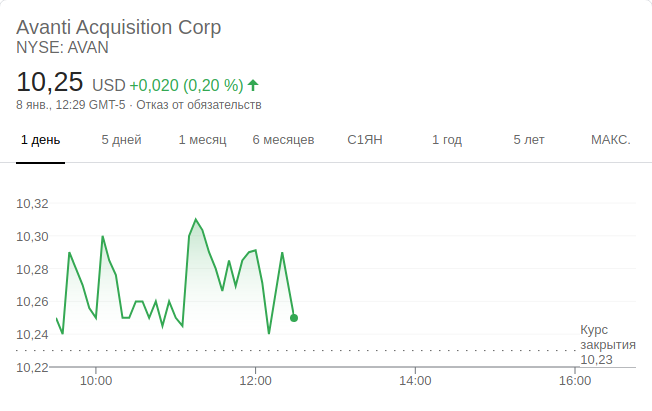 Avanti Acquisition Corp
NYSE: AVAN
10,25 USD +0,020 (0,20 %)
8 янв., 12:29 GMT-5 · Отказ от обязательств
1 день 5 дней 1 месяц 6 месяцев С1ЯН 1 год 5 лет МАКС.
10,32
10,30
10,28
10,26
10,24
10,22
Курс
закрытия
10,23
10:00 12:00 14:00 16:00